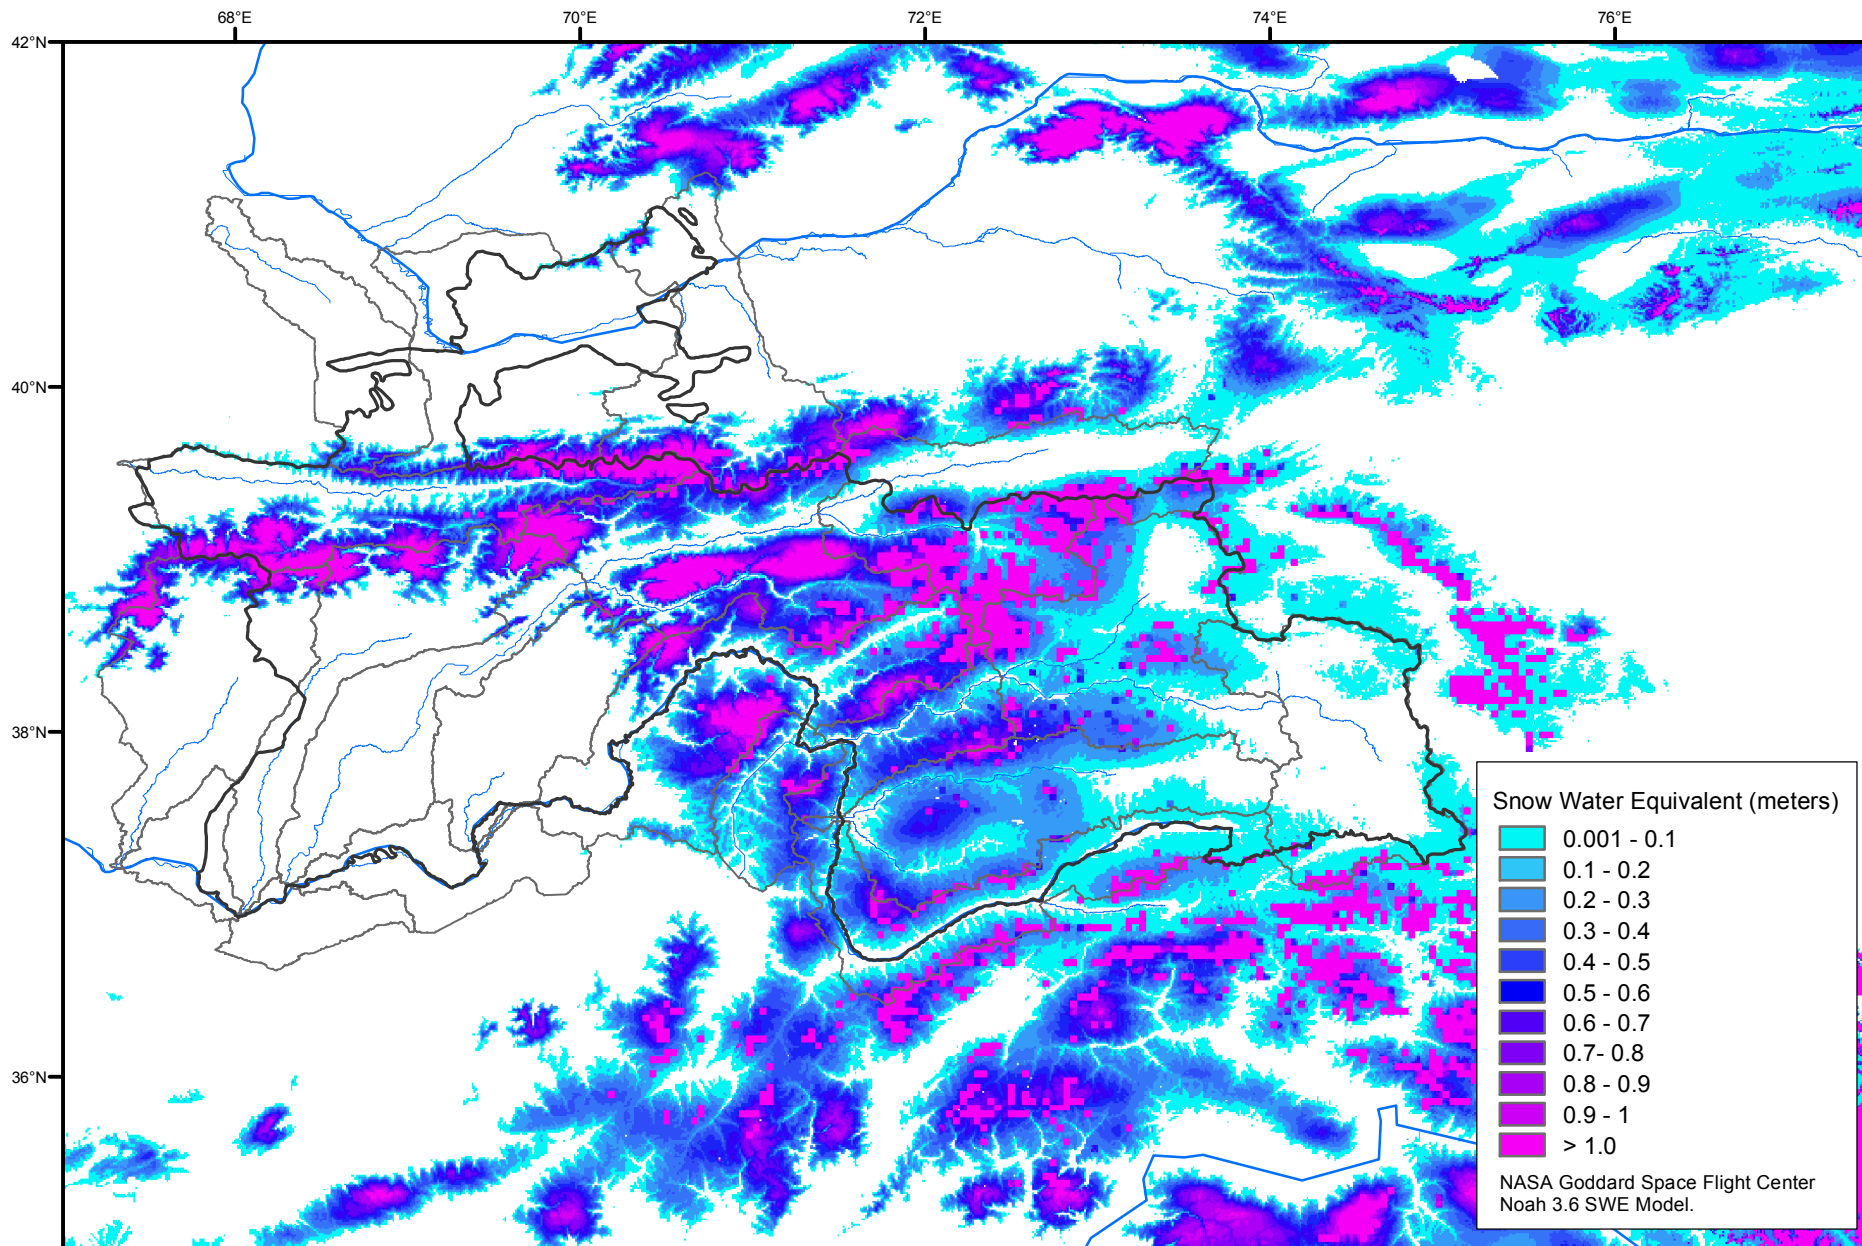 68°E 70°E 72°E 74°E 76°E
42°N
40°N
38°N
36°N
Snow Water Equivalent (meters)
0.001 - 0.1
0.1 - 0.2
0.2 - 0.3
0.3 - 0.4
0.4 - 0.5
0.5 - 0.6
0.6 - 0.7
0.7- 0.8
0.8 - 0.9
0.9 - 1
> 1.0
NASA Goddard Space Flight Center
Noah 3.6 SWE Model.